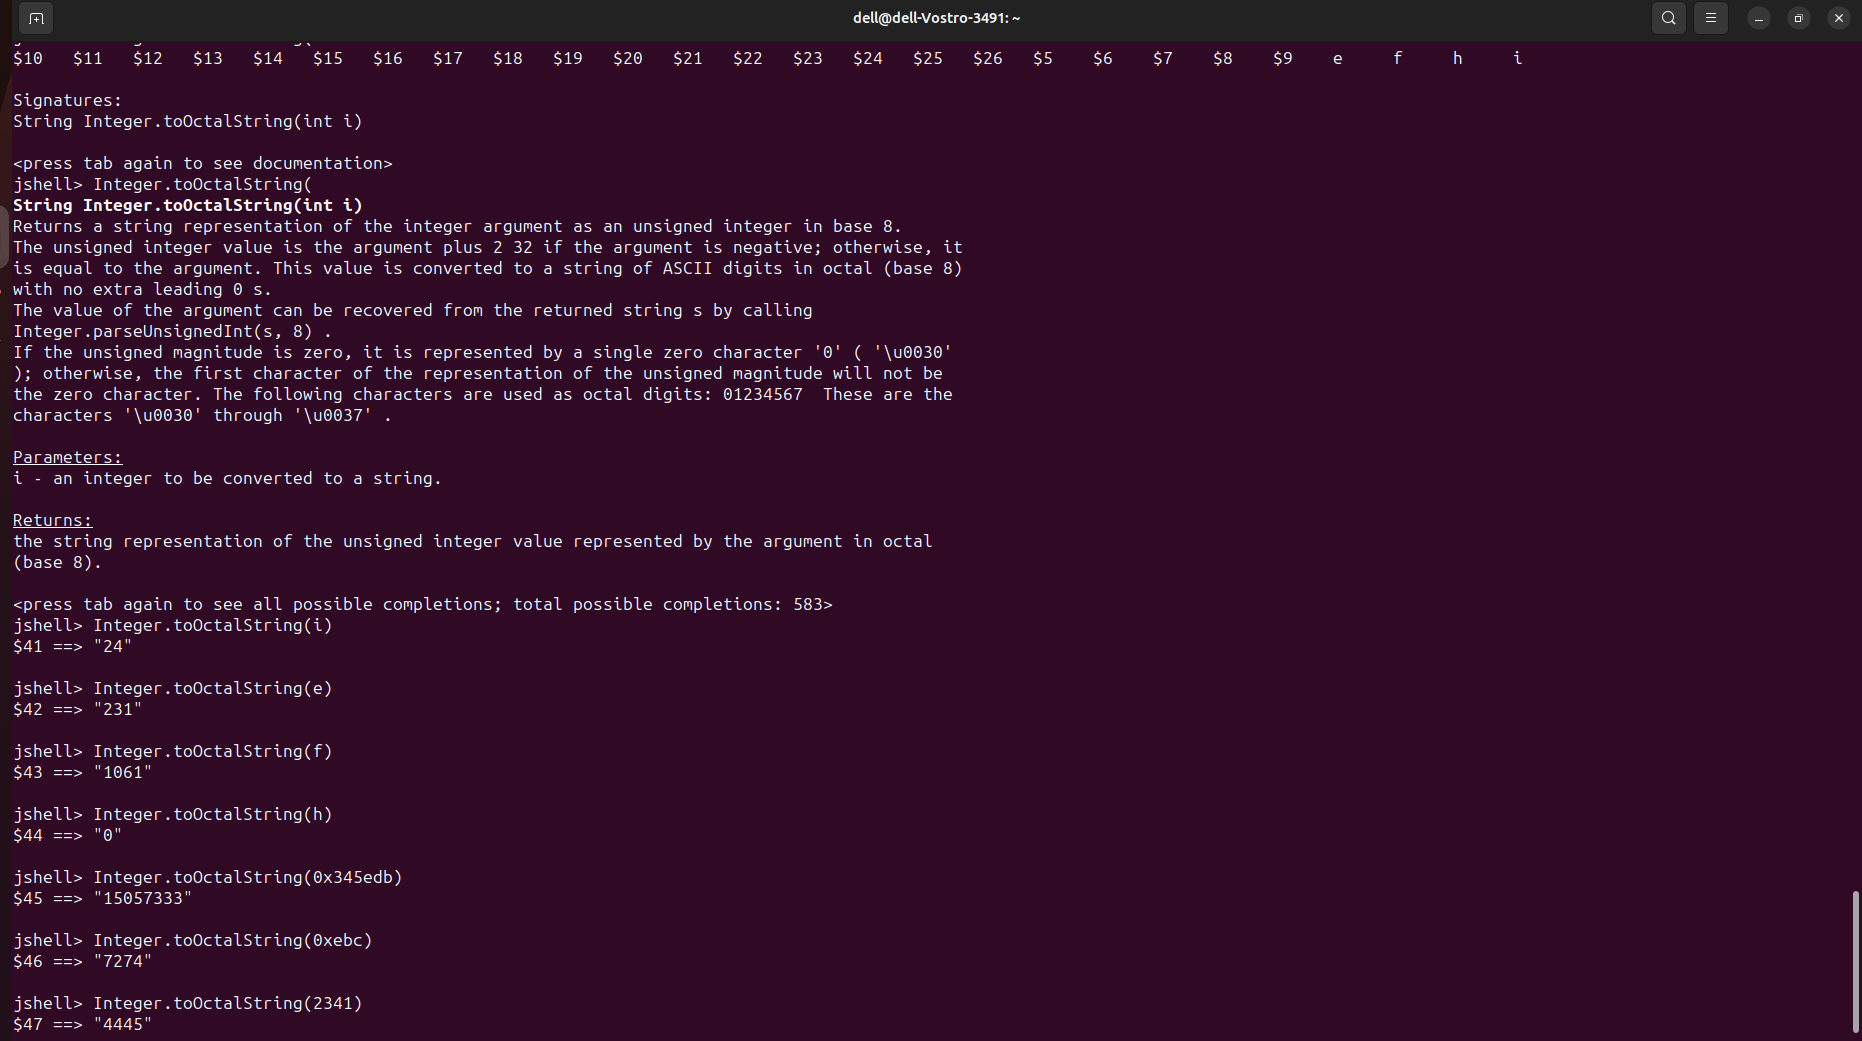 dell@dell-Vostro-3491: ~
$10 $11 $12 $13 $14 $15 $16 $17 $18 $19 $20 $21 $22 $23 $24 $25 $26 $5 $6 $7 $8 $9 e f h i
Signatures:
String Integer.toOctalString(int i)
<press tab again to see documentation>
jshell> Integer.toOctalString(
String Integer.toOctalString(int i)
Returns a string representation of the integer argument as an unsigned integer in base 8.
The unsigned integer value is the argument plus 2 32 if the argument is negative; otherwise, it
is equal to the argument. This value is converted to a string of ASCII digits in octal (base 8)
with no extra leading 0 s.
The value of the argument can be recovered from the returned string s by calling
Integer.parseUnsignedInt(s, 8) .
If the unsigned magnitude is zero, it is represented by a single zero character '0' ( '\u0030'
); otherwise, the first character of the representation of the unsigned magnitude will not be
the zero character. The following characters are used as octal digits: 01234567  These are the
characters '\u0030' through '\u0037' .
Parameters:
i - an integer to be converted to a string.
Returns:
the string representation of the unsigned integer value represented by the argument in octal
(base 8).
<press tab again to see all possible completions; total possible completions: 583>
jshell> Integer.toOctalString(i)
$41 ==> "24"
jshell> Integer.toOctalString(e)
$42 ==> "231"
jshell> Integer.toOctalString(f)
$43 ==> "1061"
jshell> Integer.toOctalString(h)
$44 ==> "0"
jshell> Integer.toOctalString(0x345edb)
$45 ==> "15057333"
jshell> Integer.toOctalString(0xebc)
$46 ==> "7274"
jshell> Integer.toOctalString(2341)
$47 ==> "4445"